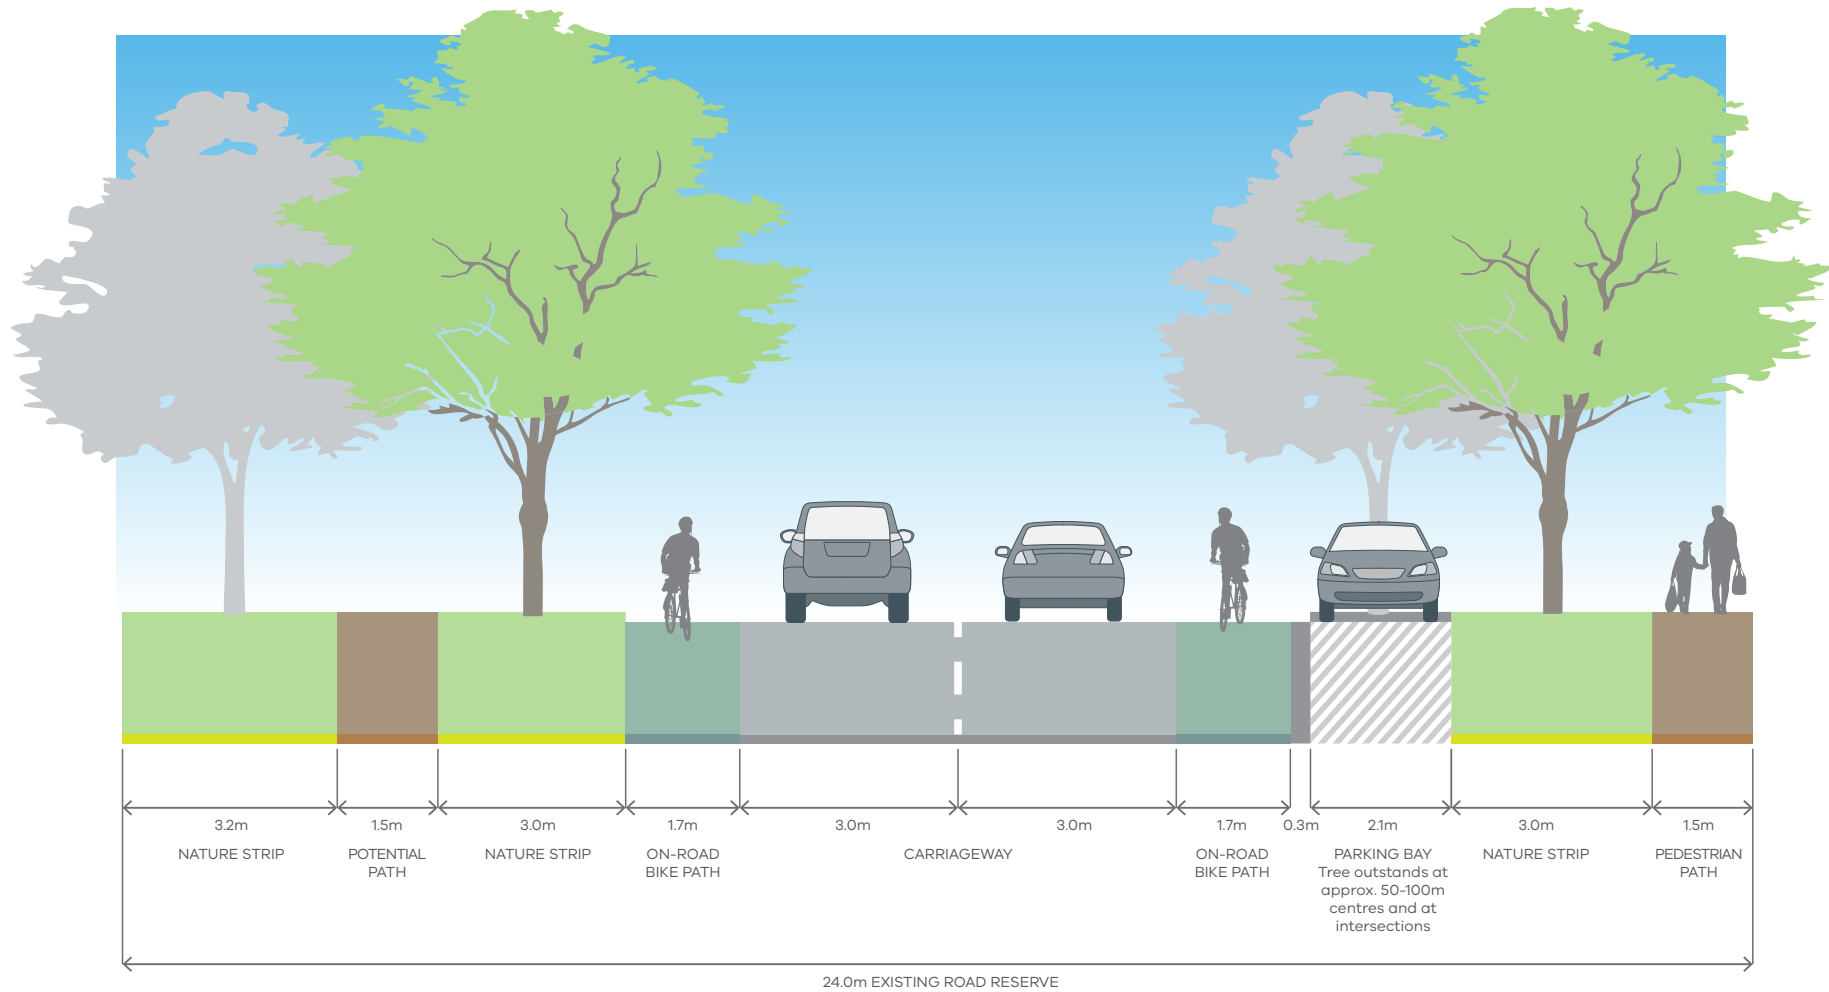 3.2m 1.5m 3.0m 1.7m 3.0m 3.0m 1.7m 0.3m 2.1m 3.0m 1.5m
NATURE STRIP
POTENTIAL
PATH
NATURE STRIP
ON-ROAD
BIKE PATH
CARRIAGEWAY
ON-ROAD
BIKE PATH
PARKING BAY
Tree outstands at
approx. 50-100m
centres and at
intersections
NATURE STRIP
PEDESTRIAN
PATH
24.0m EXISTING ROAD RESERVE